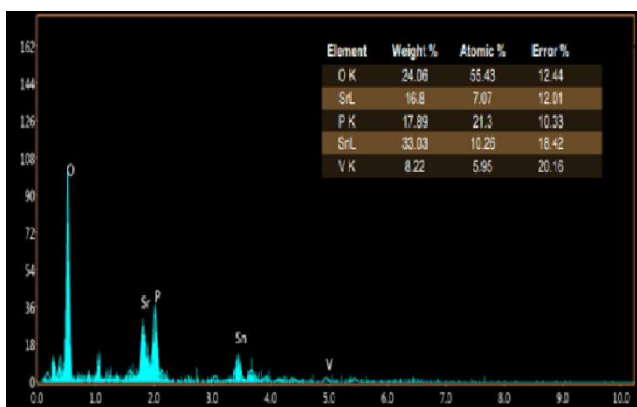 Element Weight % Atomic % Error %
O K 24.06 55.43 12.44
SrL 16.8 7.07 12.01
P K 17.89 21.3 10.33
SnL 33.03 10.26 18.42
V K 8.22 5.95 20.16
162
144
126
108
90
72
54
36
18
0
O
Sr P
Sn
V
0.0 1.0 2.0 3.0 4.0 5.0 6.0 7.0 8.0 9.0 10.0